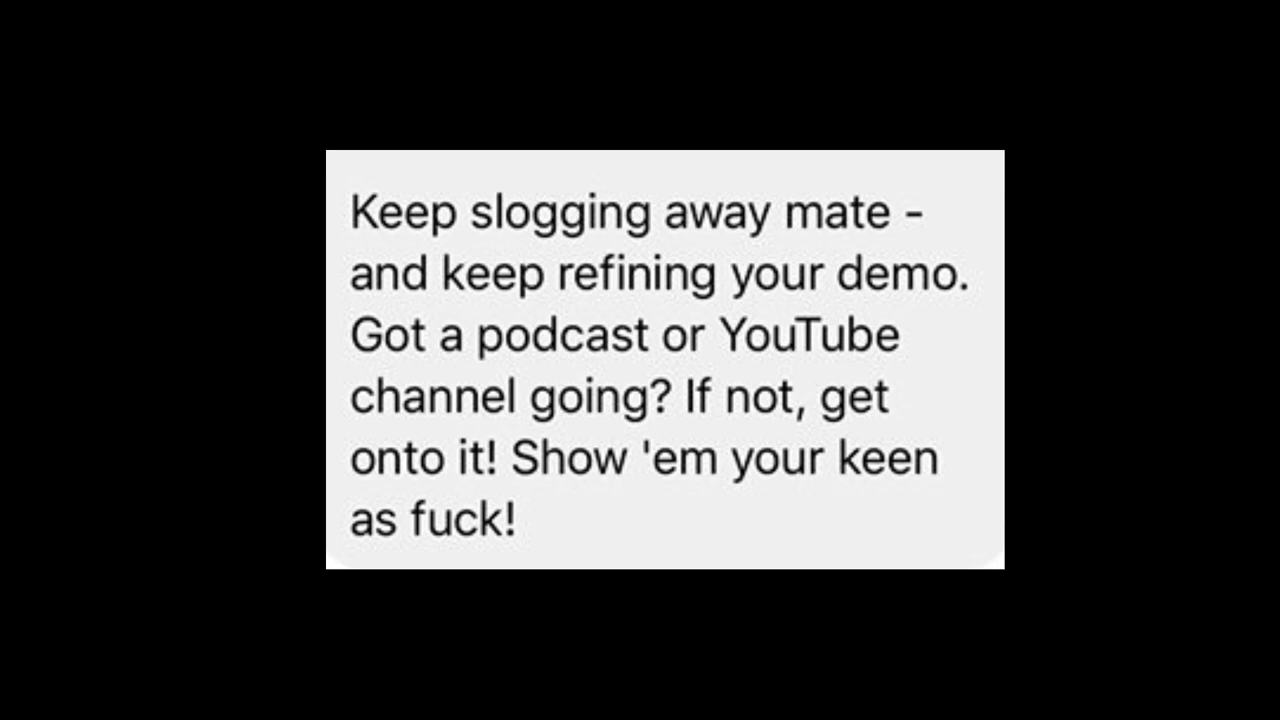 Keep slogging away mate -
and keep refining your demo.
Got a podcast or YouTube
channel going? If not, get
onto it! Show 'em your keen
as fuck!